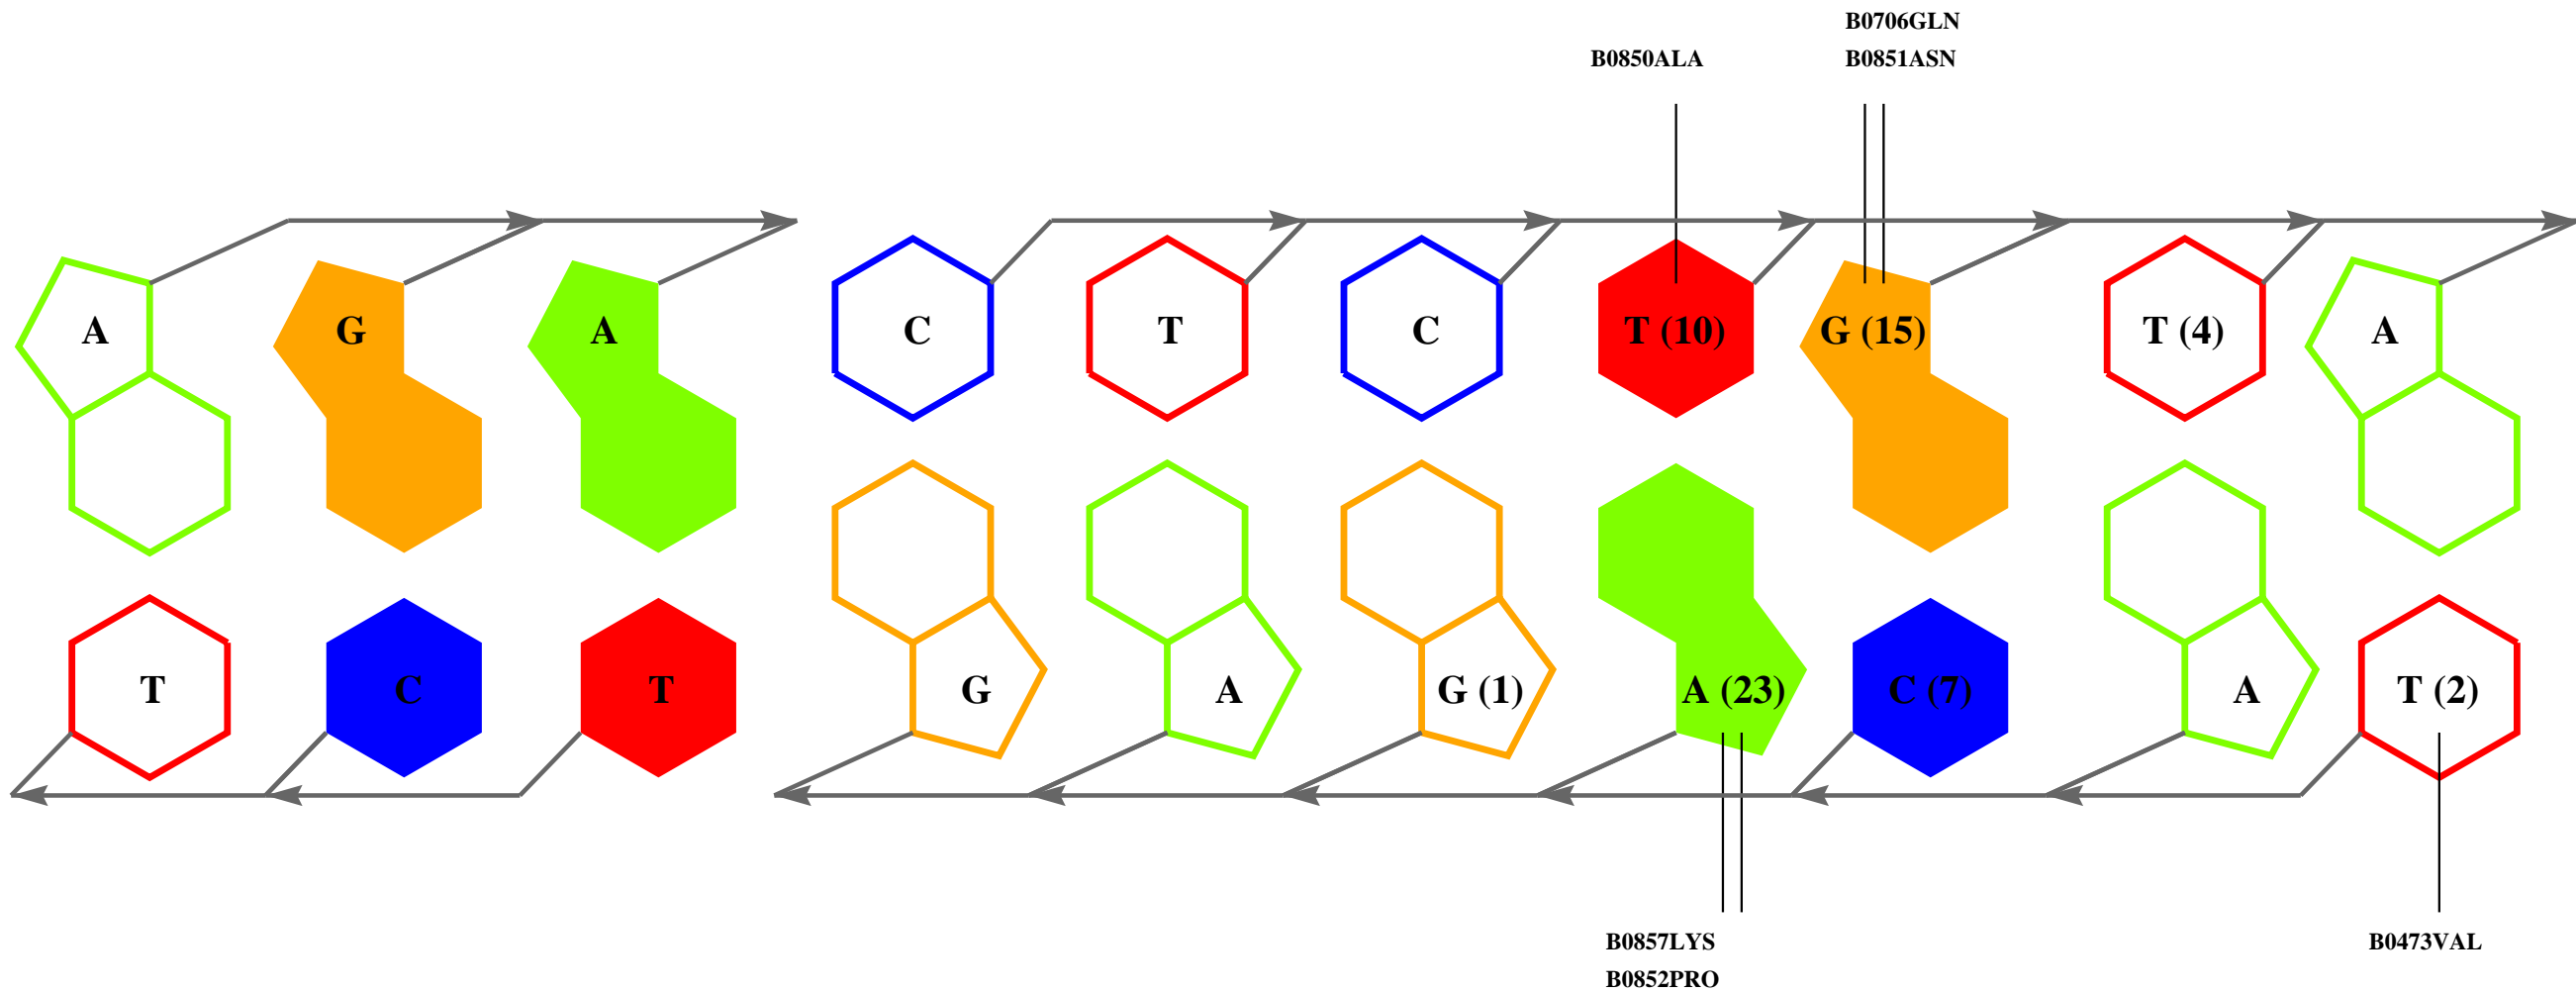 B0706GLN
B0850ALA B0851ASN
A G A C T C T (10) G (15) T (4) A
T C T G A G (1) A (23) C (7) A T (2)
B0857LYS B0473VAL
B0852PRO